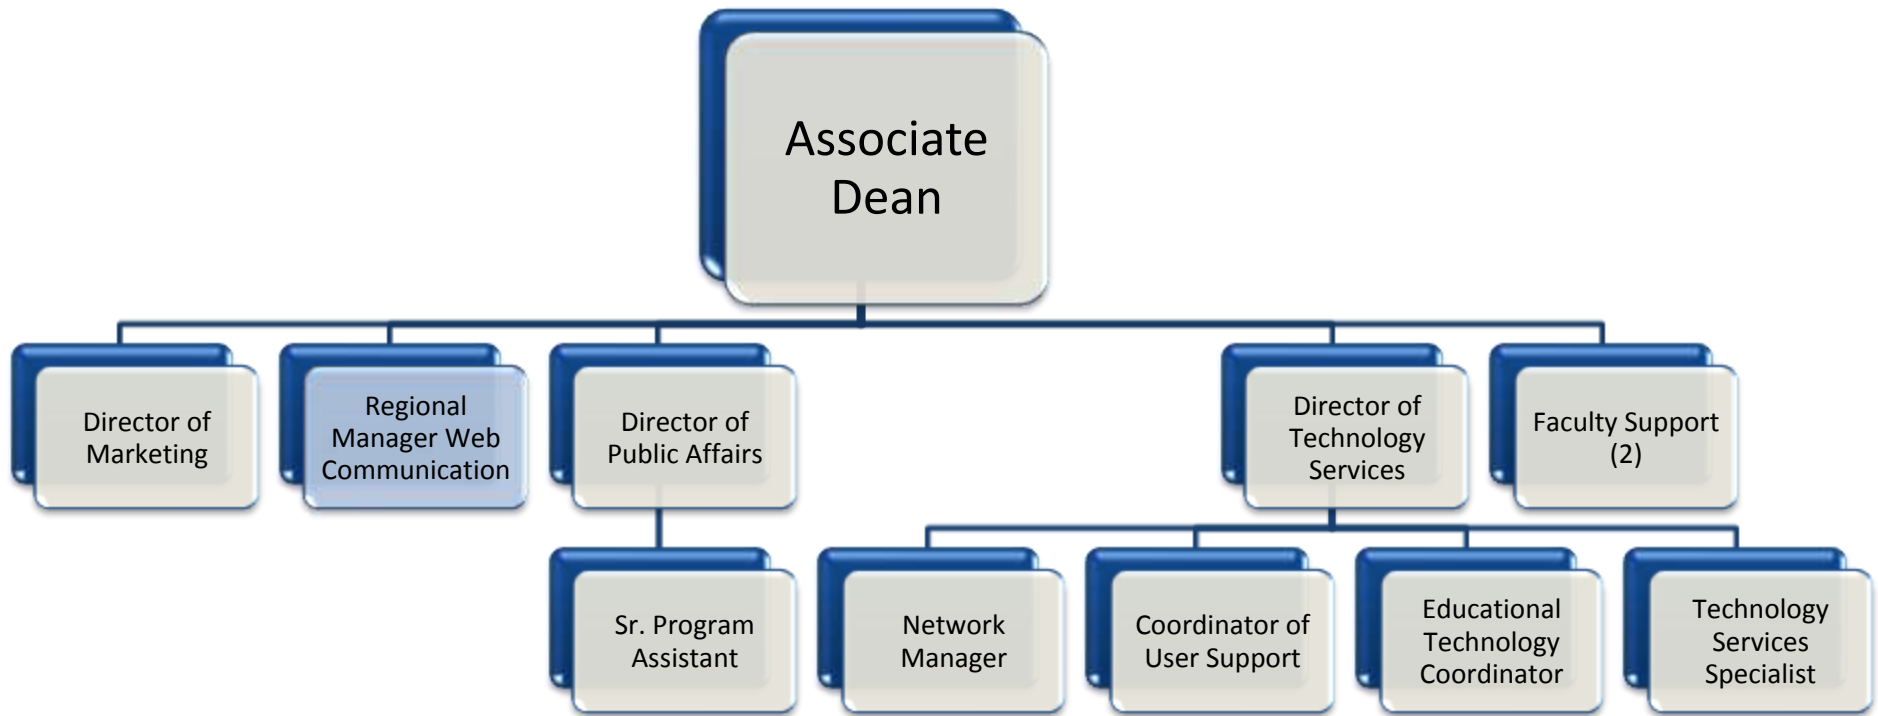 Associate
Dean
Director of
Marketing
Regional
Manager Web
Communication
Director of
Public Affairs
Director of
Technology
Services
Faculty Support
(2)
Sr. Program
Assistant
Network
Manager
Coordinator of
User Support
Educational
Technology
Coordinator
Technology
Services
Specialist